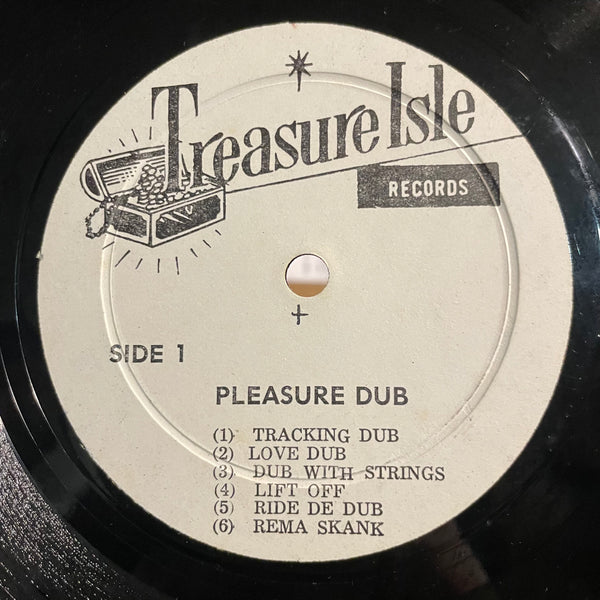 Treasure Isle
RECORDS
SIDE 1
PLEASURE DUB
(1) TRACKING DUB
(2) LOVE DUB
(3) DUB WITH STRINGS
(4) LIFT OFF
(5) RIDE DE DUB
(6) REMA SKANK